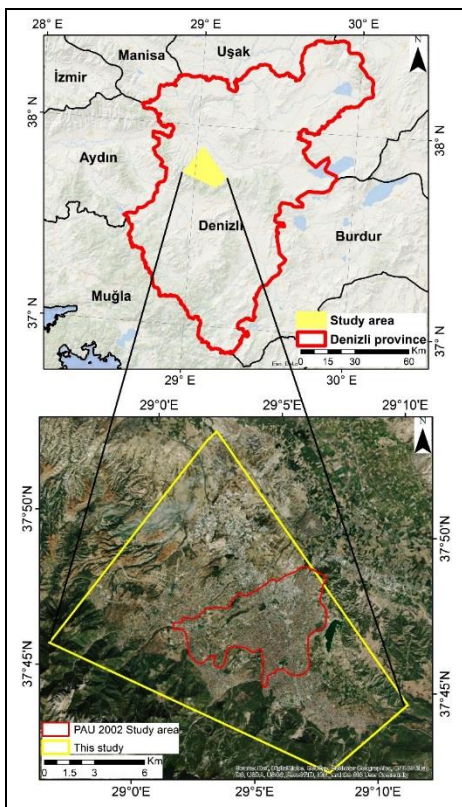 28° E
29° E
30° E
Manisa
Uşak
İzmir
38° N
38° N
Aydın
Denizli
Burdur
Muğla
37° N
37° N
Study area
Denizli province
0 15 30 60
Km
29° E
30° E
29°0'E
29°5'E
29°10'E
37°50'N
37°50'N
37°45'N
37°45'N
PAU 2002 Study area
This study
0 1.5 3 6
Km
29°0'E
29°5'E